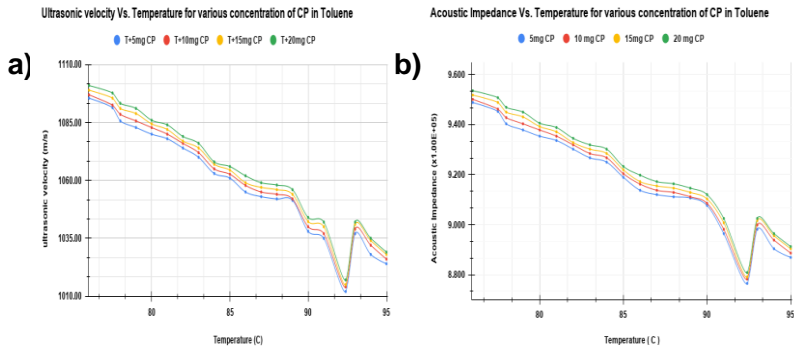 a)
Ultrasonic velocity Vs. Temperature for various concentration of CP in Toluene
T+5mg CP T+10mg CP T+15mg CP T+20mg CP
1110.00
1085.00
1060.00
1035.00
1010.00
ultrasonic velocity (m/s)
80 85 90 95
Temperature (C)
b)
Acoustic Impedance Vs. Temperature for various concentration of CP in Toluene
5mg CP 10 mg CP 15mg CP 20 mg CP
9.600
9.400
9.200
9.000
8.800
Acoustic Impedance (x1.00E+05)
80 85 90 95
Temperature ( C )